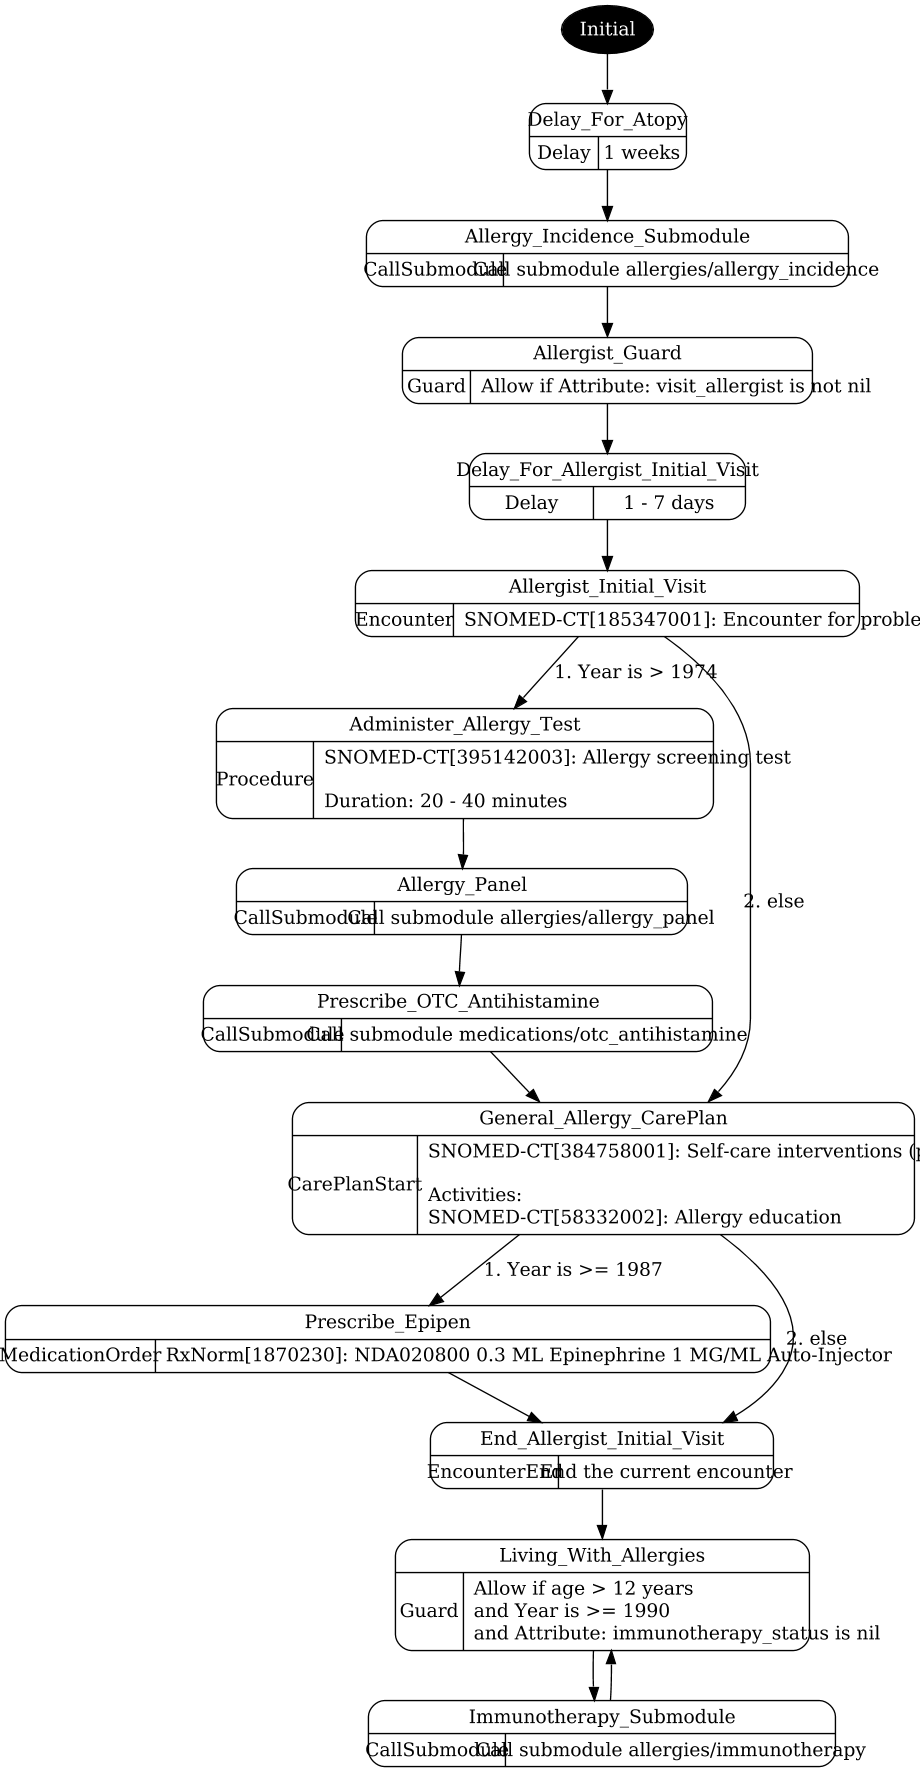 Initial
Delay_For_Atopy
Delay
1 weeks
Allergy_Incidence_Submodule
CallSubmodule
Call submodule allergies/allergy_incidence
Allergist_Guard
Guard
Allow if Attribute: visit_allergist is not nil
Delay_For_Allergist_Initial_Visit
Delay
1 - 7 days
Allergist_Initial_Visit
Encounter
SNOMED-CT[185347001]: Encounter for proble
1. Year is > 1974
Administer_Allergy_Test
Procedure
SNOMED-CT[395142003]: Allergy screening test
Duration: 20 - 40 minutes
Allergy_Panel
CallSubmodule
Call submodule allergies/allergy_panel
2. else
Prescribe_OTC_Antihistamine
CallSubmodule
Call submodule medications/otc_antihistamine
General_Allergy_CarePlan
CarePlanStart
SNOMED-CT[384758001]: Self-care interventions (p
Activities:
SNOMED-CT[58332002]: Allergy education
1. Year is >= 1987
Prescribe_Epipen
2. else
MedicationOrder
RxNorm[1870230]: NDA020800 0.3 ML Epinephrine 1 MG/ML Auto-Injector
End_Allergist_Initial_Visit
EncounterEnd
End the current encounter
Living_With_Allergies
Guard
Allow if age > 12 years
and Year is >= 1990
and Attribute: immunotherapy_status is nil
Immunotherapy_Submodule
CallSubmodule
Call submodule allergies/immunotherapy